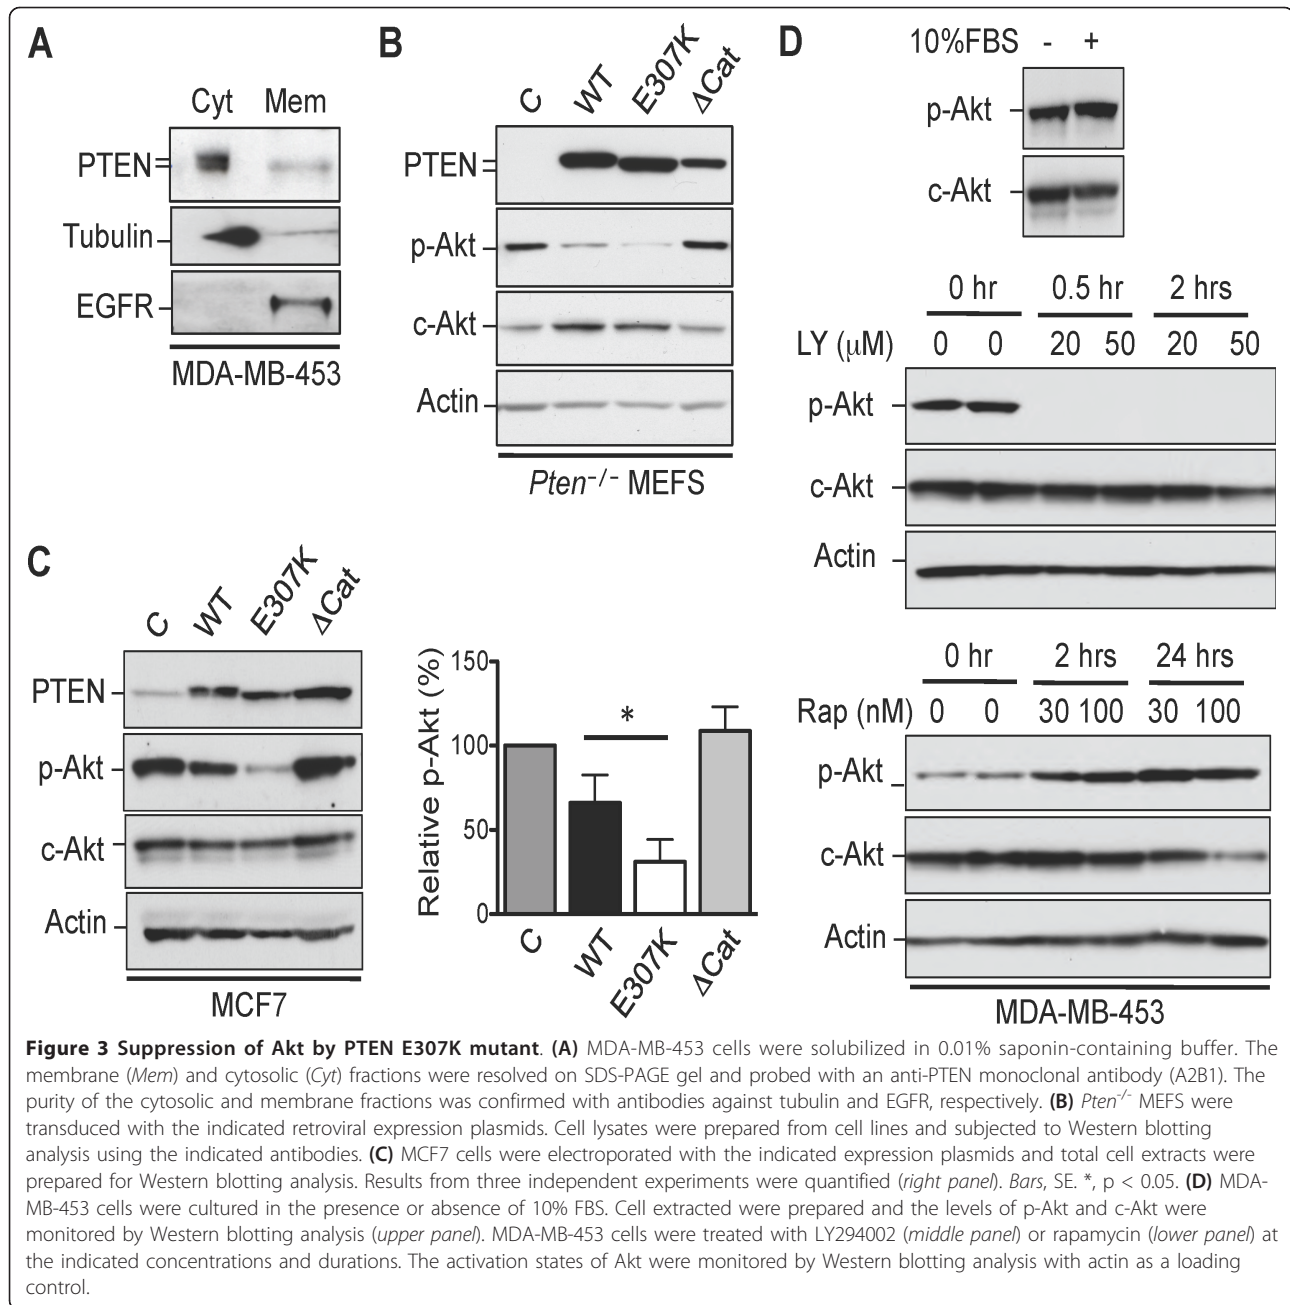 A
Cyt Mem
PTEN
Tubulin
EGFR
MDA-MB-453
B
C WT E307K ΔCat
PTEN
p-Akt
c-Akt
Actin
Pten-/- MEFS
C
C WT E307K ΔCat
PTEN
p-Akt
c-Akt
Actin
MCF7
Relative p-Akt (%)
150
100
50
0
*
C WT E307K ΔCat
D
10%FBS - +
p-Akt
c-Akt
0 hr 0.5 hr 2 hrs
LY (μM) 0 0 20 50 20 50
p-Akt
c-Akt
Actin
0 hr 2 hrs 24 hrs
Rap (nM) 0 0 30 100 30 100
p-Akt
c-Akt
Actin
MDA-MB-453
Figure 3 Suppression of Akt by PTEN E307K mutant. (A) MDA-MB-453 cells were solubilized in 0.01% saponin-containing buffer. The
membrane (Mem) and cytosolic (Cyt) fractions were resolved on SDS-PAGE gel and probed with an anti-PTEN monoclonal antibody (A2B1). The
purity of the cytosolic and membrane fractions was confirmed with antibodies against tubulin and EGFR, respectively. (B) Pten-/- MEFS were
transduced with the indicated retroviral expression plasmids. Cell lysates were prepared from cell lines and subjected to Western blotting
analysis using the indicated antibodies. (C) MCF7 cells were electroporated with the indicated expression plasmids and total cell extracts were
prepared for Western blotting analysis. Results from three independent experiments were quantified (right panel). Bars, SE. *, p < 0.05. (D) MDA-
MB-453 cells were cultured in the presence or absence of 10% FBS. Cell extracted were prepared and the levels of p-Akt and c-Akt were
monitored by Western blotting analysis (upper panel). MDA-MB-453 cells were treated with LY294002 (middle panel) or rapamycin (lower panel) at
the indicated concentrations and durations. The activation states of Akt were monitored by Western blotting analysis with actin as a loading
control.